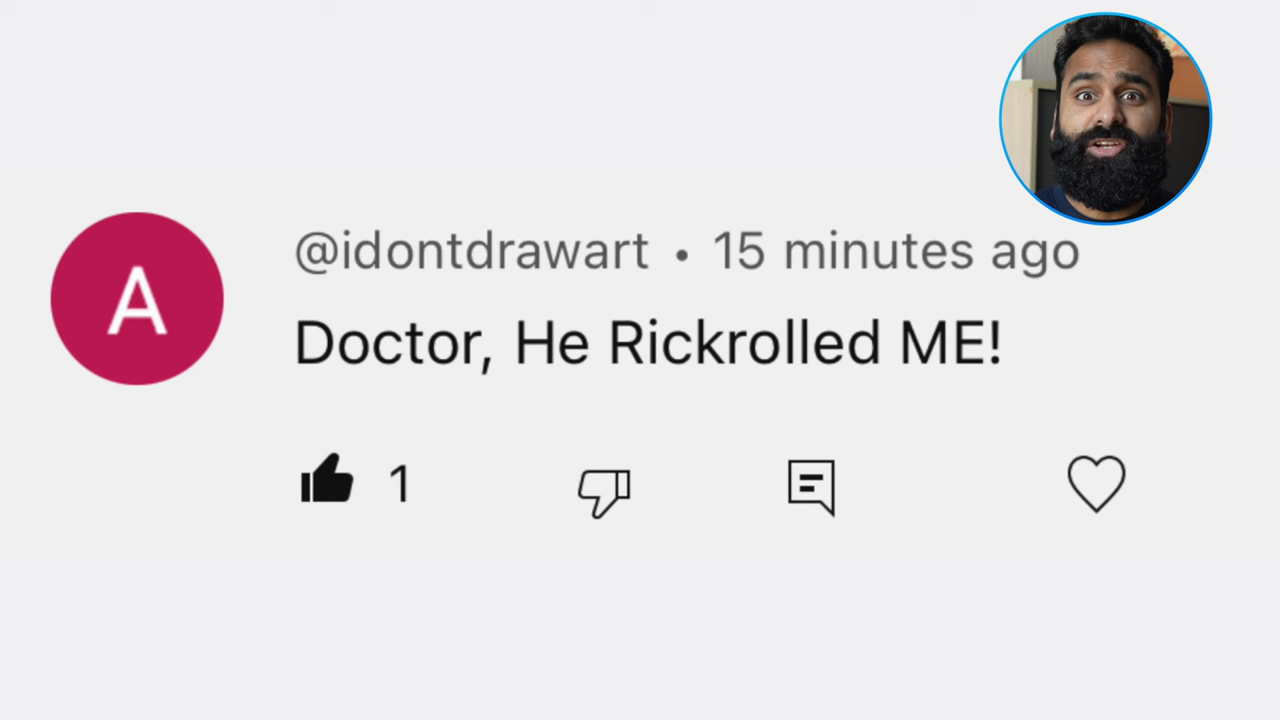 A
@idontdrawart • 15 minutes ago
Doctor, He Rickrolled ME!
1